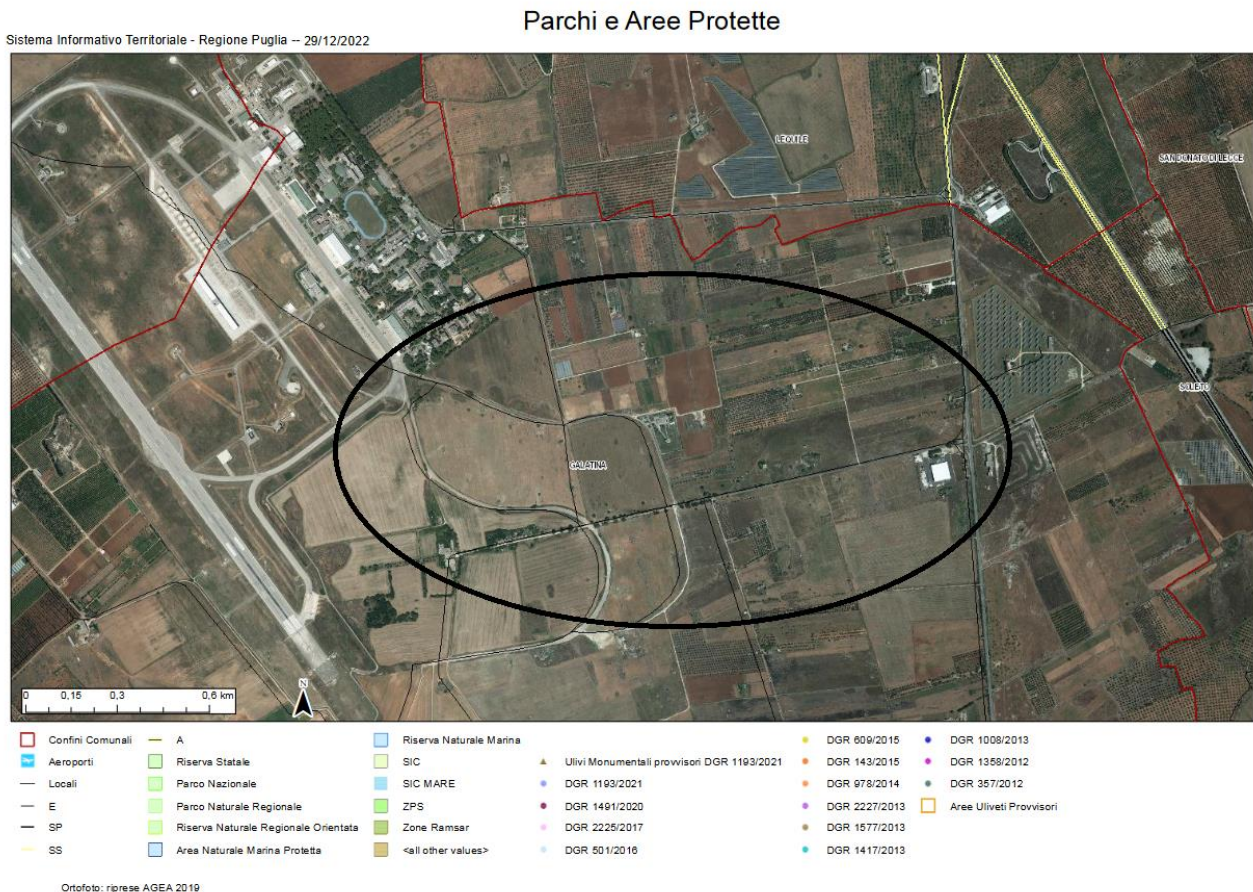 Parchi e Aree Protette
Sistema Informativo Territoriale - Regione Puglia -- 29/12/2022
LEQUILE
SAN DONATO DI LECCE
SOLETO
GALATINA
0 0,15 0,3 0,6 km
N
Confini Comunali
Aeroporti
Locali
E
SP
SS
A
Riserva Statale
Parco Nazionale
Parco Naturale Regionale
Riserva Naturale Regionale Orientata
Area Naturale Marina Protetta
Riserva Naturale Marina
SIC
SIC MARE
ZPS
Zone Ramsar
<all other values>
Ulivi Monumentali provvisori DGR 1193/2021
DGR 1193/2021
DGR 1491/2020
DGR 2225/2017
DGR 501/2016
DGR 609/2015
DGR 143/2015
DGR 978/2014
DGR 2227/2013
DGR 1577/2013
DGR 1417/2013
DGR 1008/2013
DGR 1358/2012
DGR 357/2012
Aree Uliveti Provvisori
Ortofoto: riprese AGEA 2019